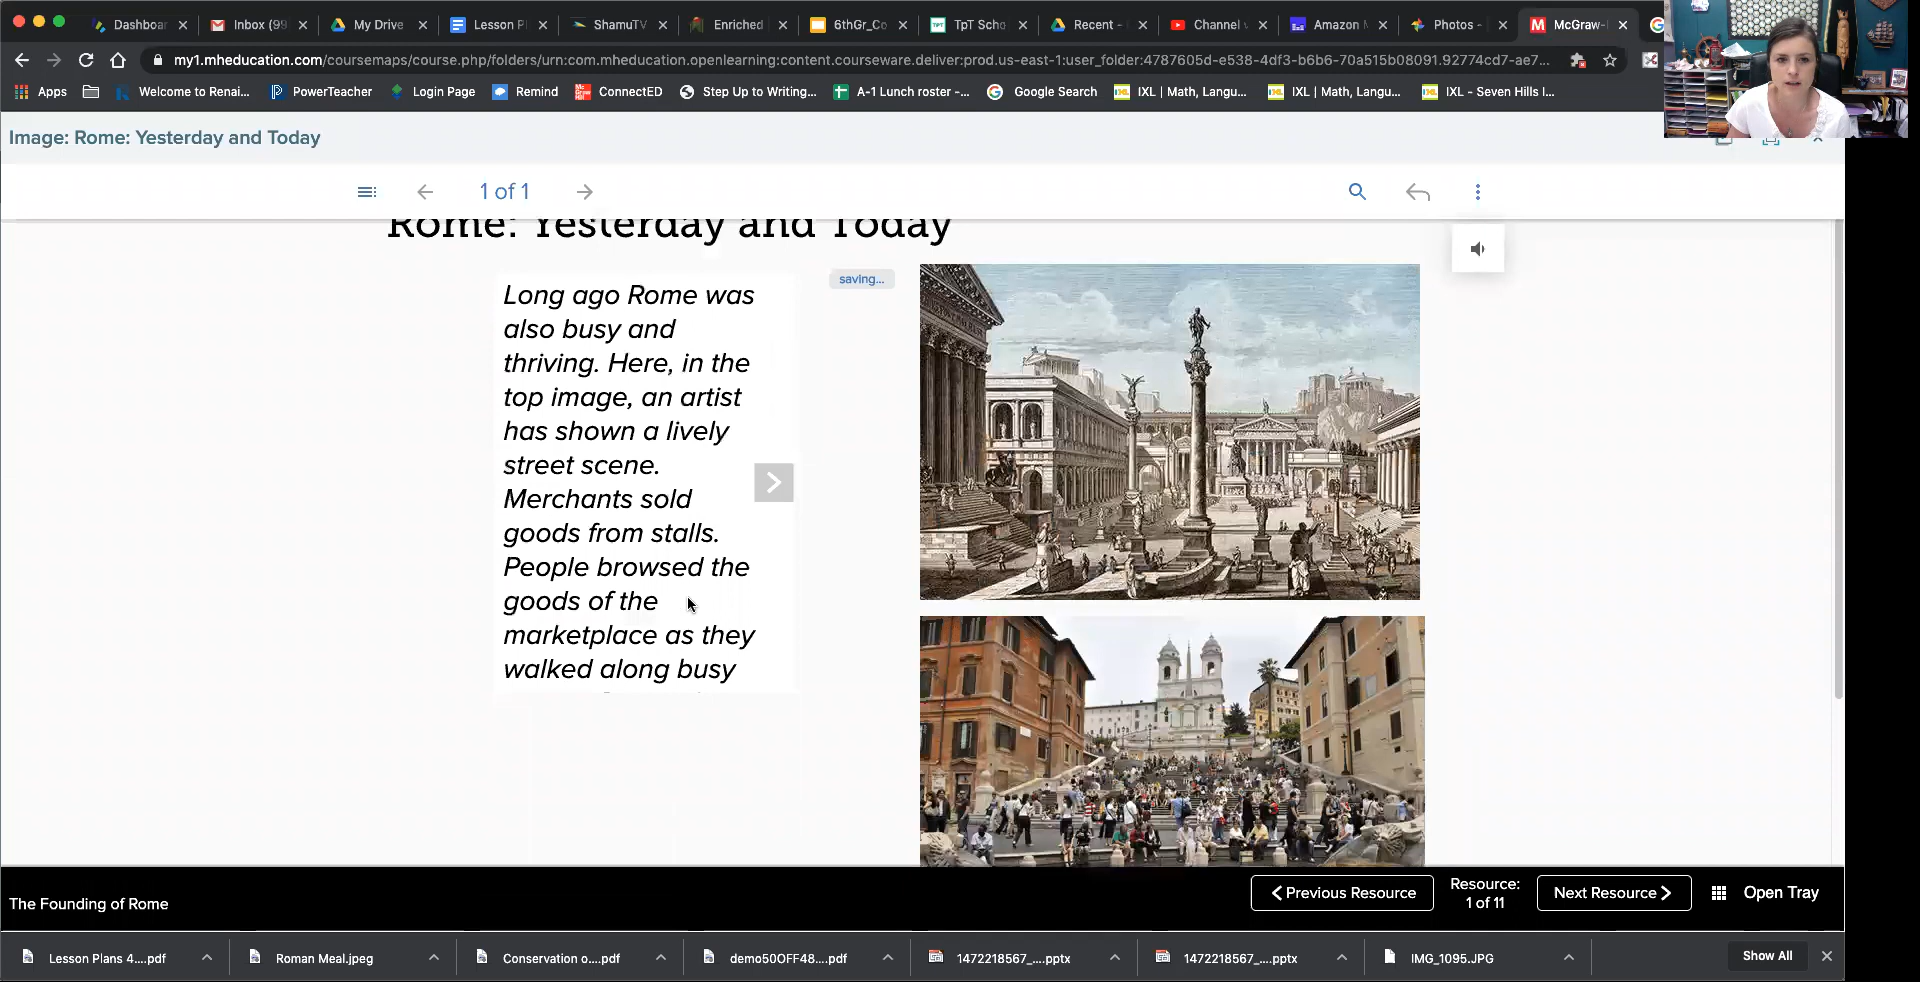 Dashboar
Inbox (99
My Drive
Lesson P
ShamuTV
Enriched
6thGr_Co
TpT Scho
Recent -
Channel
Amazon
Photos -
McGraw-
my1.mheducation.com/coursemaps/course.php/folders/urn:com.mheducation.openlearning:content.courseware.deliver:prod.us-east-1:user_folder:4787605d-e538-4df3-b6b6-70a515b08091.92774cd7-ae7...
Apps
Welcome to Renai...
PowerTeacher
Login Page
Remind
ConnectED
Step Up to Writing...
A-1 Lunch roster -...
Google Search
IXL | Math, Langu...
IXL | Math, Langu...
IXL - Seven Hills I...
Image: Rome: Yesterday and Today
1 of 1
Rome: Yesterday and Today
saving...
Long ago Rome was
also busy and
thriving. Here, in the
top image, an artist
has shown a lively
street scene.
Merchants sold
goods from stalls.
People browsed the
goods of the
marketplace as they
walked along busy
The Founding of Rome
Previous Resource
Resource:
1 of 11
Next Resource
Open Tray
Lesson Plans 4....pdf
Roman Meal.jpeg
Conservation o....pdf
demo50OFF48....pdf
1472218567_....pptx
1472218567_....pptx
IMG_1095.JPG
Show All